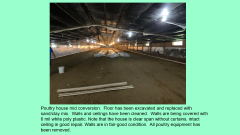 Poultry house mid conversion. Floor has been excavated and replaced with
sand/clay mix. Walls and ceilings have been cleaned. Walls are being covered with
6 mil white poly plastic. Note that the house is clear span without curtains. Intact
ceiling in good repair. Walls are in fair-good condition. All poultry equipment has
been removed.